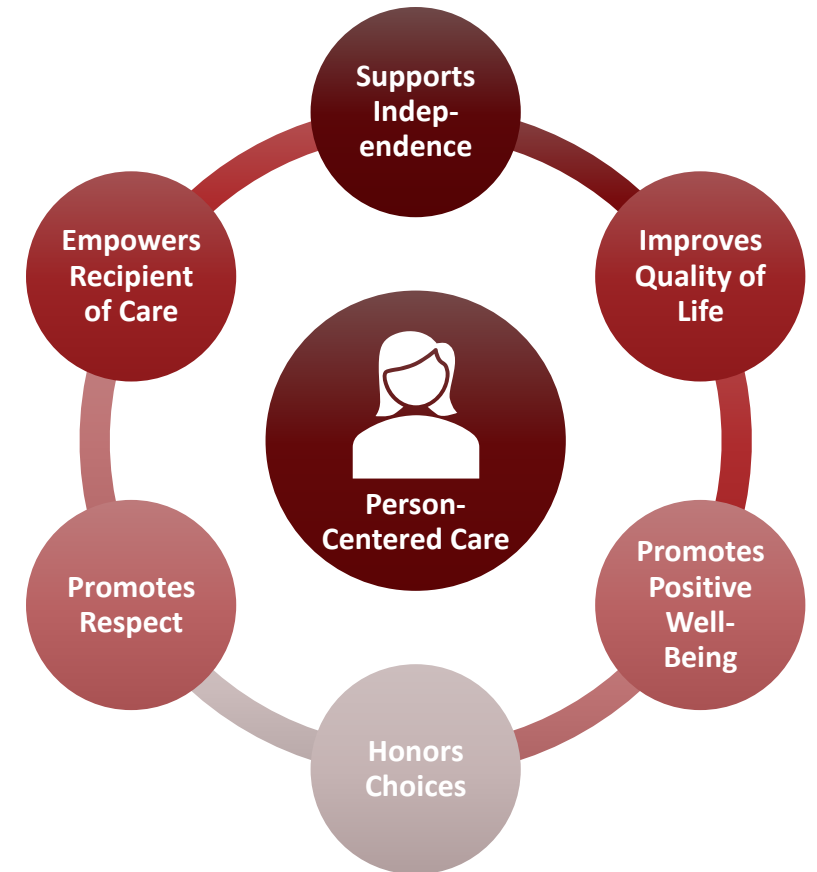 Supports
Indep-
endence
Improves
Quality of
Life
Promotes
Positive
Well-
Being
Honors
Choices
Promotes
Respect
Empowers
Recipient
of Care
Person-
Centered Care